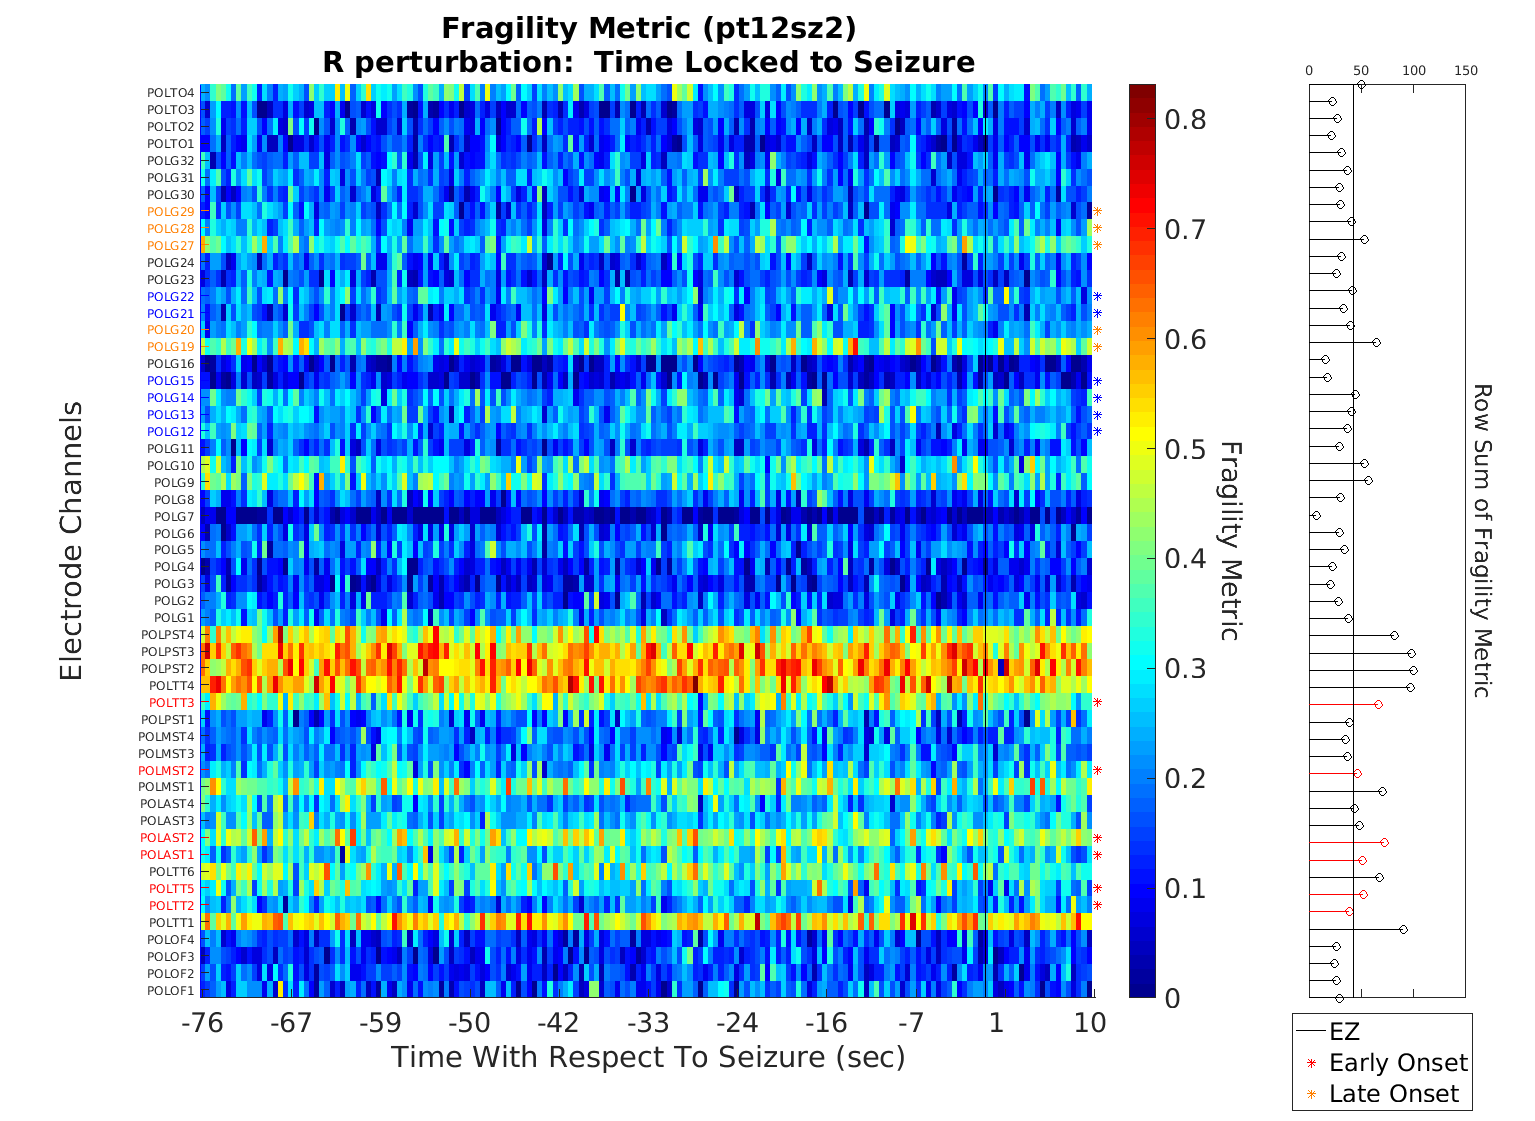 Fragility Metric (pt12sz2)
R perturbation:  Time Locked to Seizure
Electrode Channels
POLTO4
POLTO3
POLTO2
POLTO1
POLG32
POLG31
POLG30
POLG29
POLG28
POLG27
POLG24
POLG23
POLG22
POLG21
POLG20
POLG19
POLG16
POLG15
POLG14
POLG13
POLG12
POLG11
POLG10
POLG9
POLG8
POLG7
POLG6
POLG5
POLG4
POLG3
POLG2
POLG1
POLPST4
POLPST3
POLPST2
POLTT4
POLTT3
POLPST1
POLMST4
POLMST3
POLMST2
POLMST1
POLAST4
POLAST3
POLAST2
POLAST1
POLTT6
POLTT5
POLTT2
POLTT1
POLOF4
POLOF3
POLOF2
POLOF1
-76 -67 -59 -50 -42 -33 -24 -16 -7 1 10
Time With Respect To Seizure (sec)
0.8
0.7
0.6
0.5
0.4
0.3
0.2
0.1
0
Fragility Metric
0 50 100 150
Row Sum of Fragility Metric
EZ
Early Onset
Late Onset